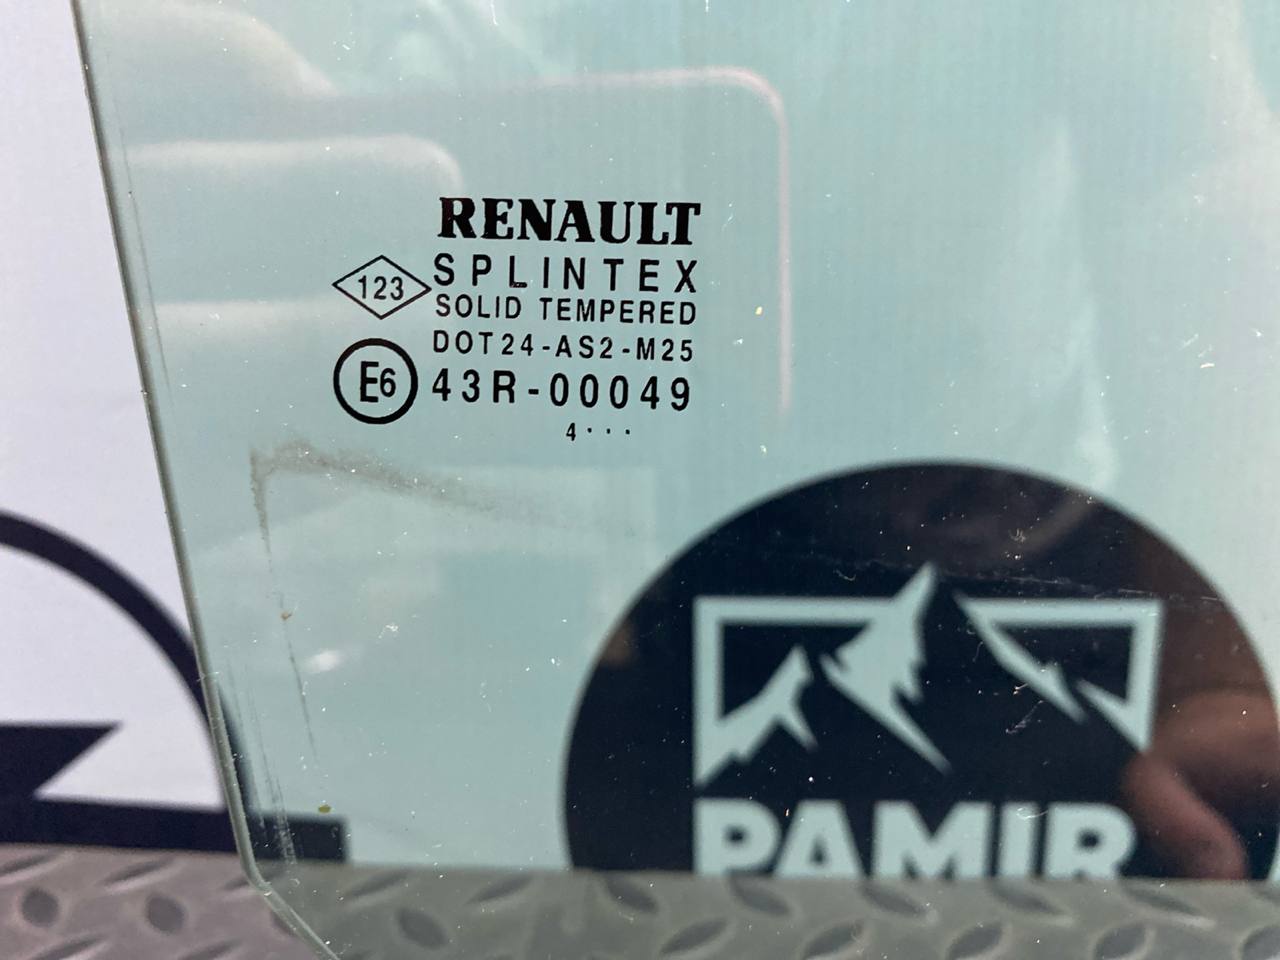 RENAULT
SPLINTEX
123
SOLID TEMPERED
DOT24-AS2-M25
E6 43R-00049
4···
PAMIR